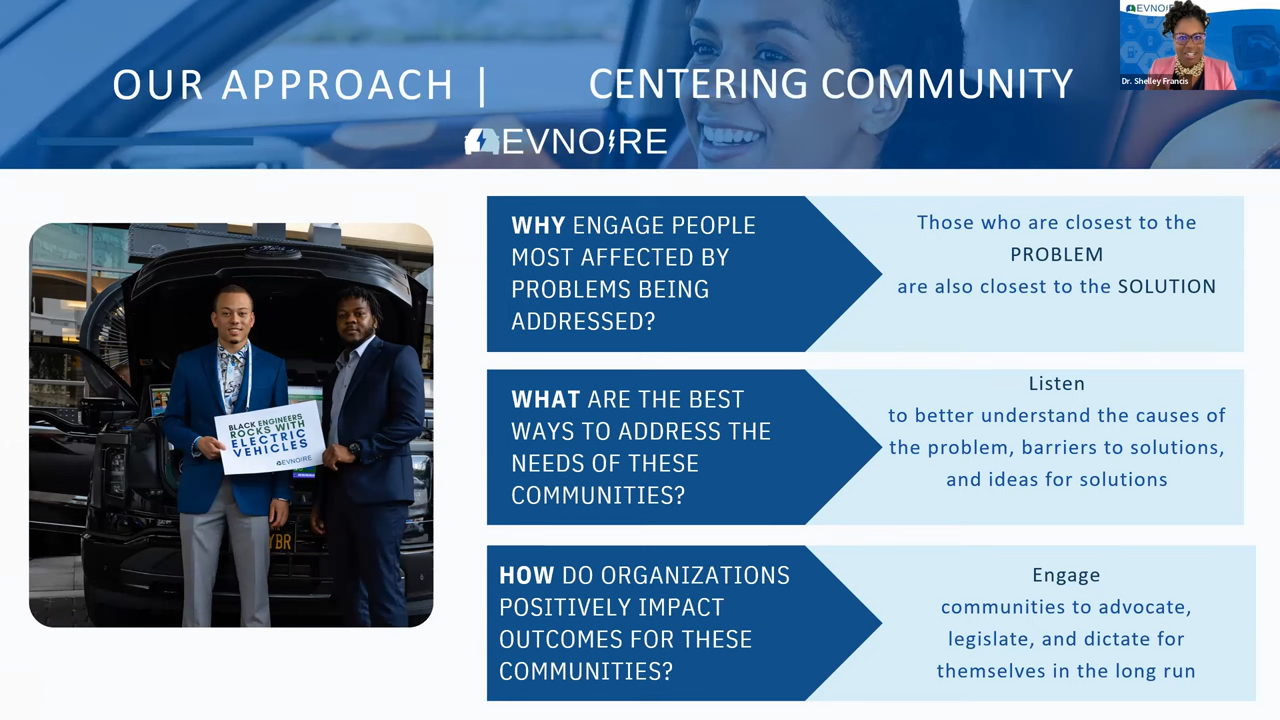 OUR APPROACH | CENTERING COMMUNITY
EVNOIRE
EVNOIRE
Dr. Shelley Francis
BLACK ENGINEERS
ROCKS WITH
ELECTRIC
VEHICLES
EVNOIRE
YBR
WHY ENGAGE PEOPLE
MOST AFFECTED BY
PROBLEMS BEING
ADDRESSED?
Those who are closest to the
PROBLEM
are also closest to the SOLUTION
WHAT ARE THE BEST
WAYS TO ADDRESS THE
NEEDS OF THESE
COMMUNITIES?
Listen
to better understand the causes of
the problem, barriers to solutions,
and ideas for solutions
HOW DO ORGANIZATIONS
POSITIVELY IMPACT
OUTCOMES FOR THESE
COMMUNITIES?
Engage
communities to advocate,
legislate, and dictate for
themselves in the long run